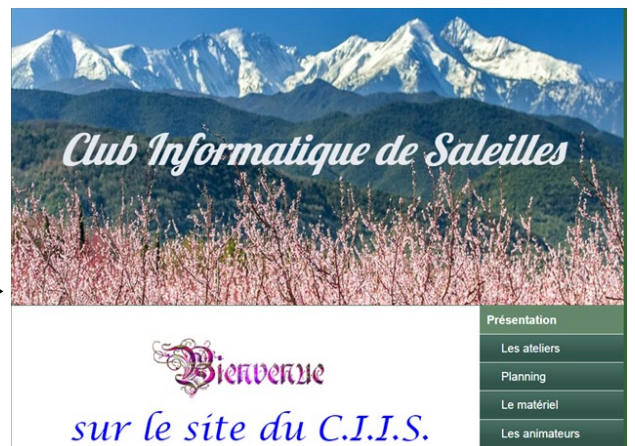 Club Informatique de Saleilles
Bienvenue
sur le site du C.I.I.S.
Présentation
Les ateliers
Planning
Le matériel
Les animateurs